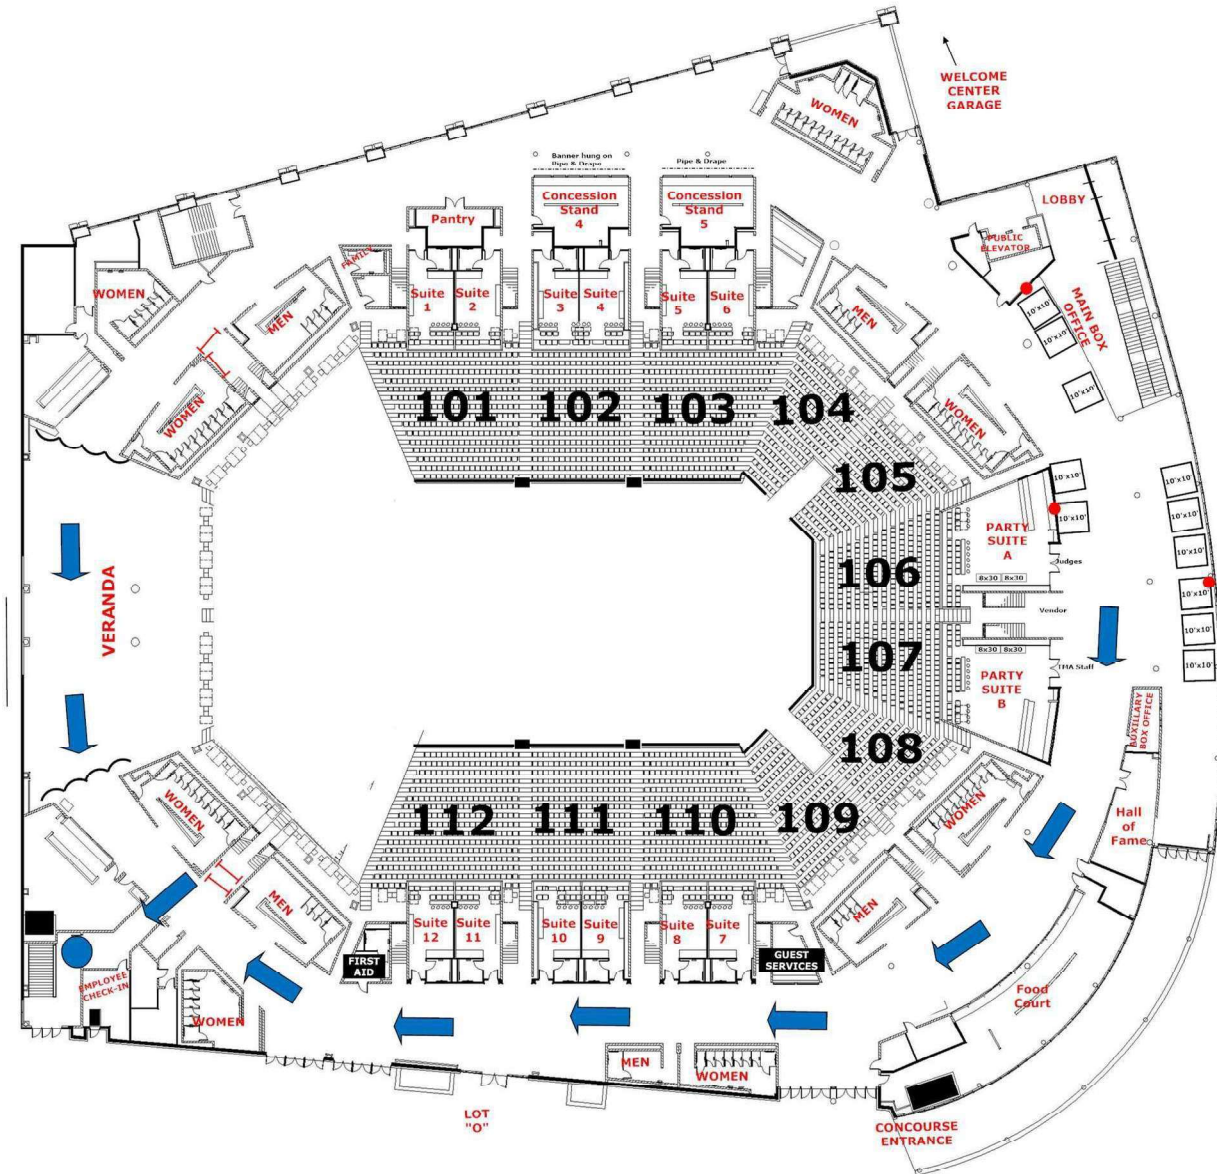 WELCOME
CENTER
GARAGE
WOMEN
Banner hung on
Pipe & Drape
Pipe & Drape
Concession
Stand
4
Concession
Stand
5
Pantry
LOBBY
PUBLIC
ELEVATOR
FAMILY
WOMEN
MEN
Suite
1
Suite
2
Suite
3
Suite
4
Suite
5
Suite
6
MEN
MAIN BOX
OFFICE
10'x10'
10'x10'
10'x10'
WOMEN
WOMEN
101
102
103
104
105
10'x10'
10'x10'
10'x10'
10'x10'
10'x10'
10'x10'
10'x10'
10'x10'
PARTY
SUITE
A
Judges
8x30
8x30
106
VERANDA
Vendor
107
8x30
8x30
TMA Staff
PARTY
SUITE
B
AUXILLARY
BOX OFFICE
108
WOMEN
WOMEN
112
111
110
109
Hall
of
Fame
MEN
MEN
Suite
12
Suite
11
Suite
10
Suite
9
Suite
8
Suite
7
FIRST
AID
GUEST
SERVICES
EMPLOYEE
CHECK-IN
Food
Court
WOMEN
MEN
WOMEN
LOT
"O"
CONCOURSE
ENTRANCE